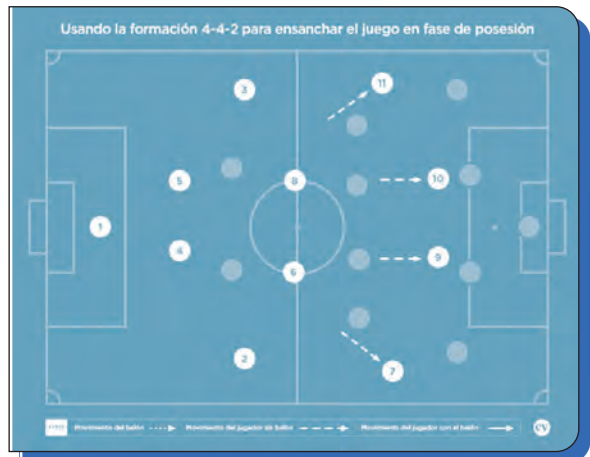 Usando la formación 4-4-2 para ensanchar el juego en fase de posesión
3
11
5
8
10
1
4
6
9
2
7
Movimiento del balón
Movimiento del jugador sin balón
Movimiento del jugador con el balón
CV